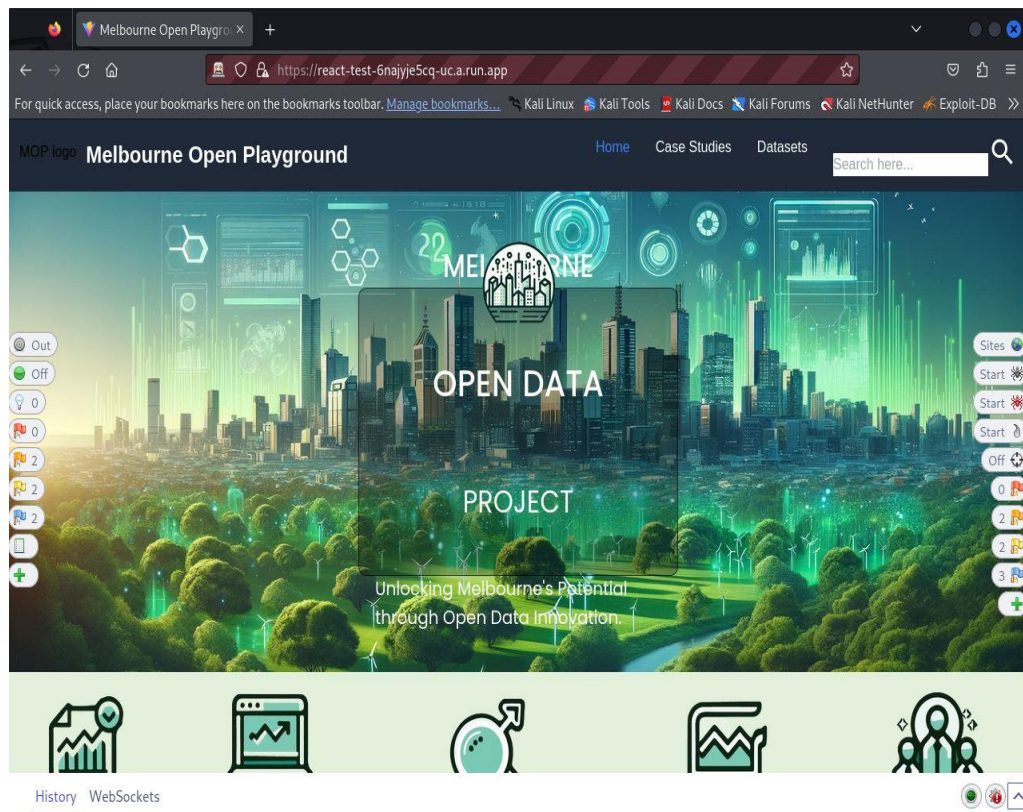 Melbourne Open Playgrou
For quick access, place your bookmarks here on the bookmarks toolbar. Manage bookmarks... Kali Linux Kali Tools Kali Docs Kali Forums Kali NetHunter Exploit-DB
https://react-test-6najyje5cq-uc.a.run.app
MOP logo Melbourne Open Playground Home Case Studies Datasets Search here...
22
MELBOURNE
OPEN DATA
PROJECT
Unlocking Melbourne's Potential
through Open Data Innovation.
Out
Off
0
0
2
2
2
Sites
Start
Start
Start
Off
0
2
2
3
History WebSockets